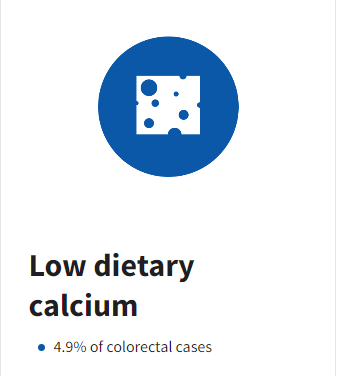 Low dietary
calcium
4.9% of colorectal cases